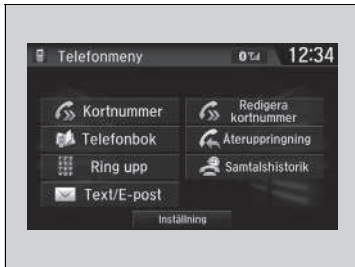 Telefonmeny
12:34
Kortnummer
Redigera
kortnummer
Telefonbok
Återuppringning
Ring upp
Samtalshistorik
Text/E-post
Inställning